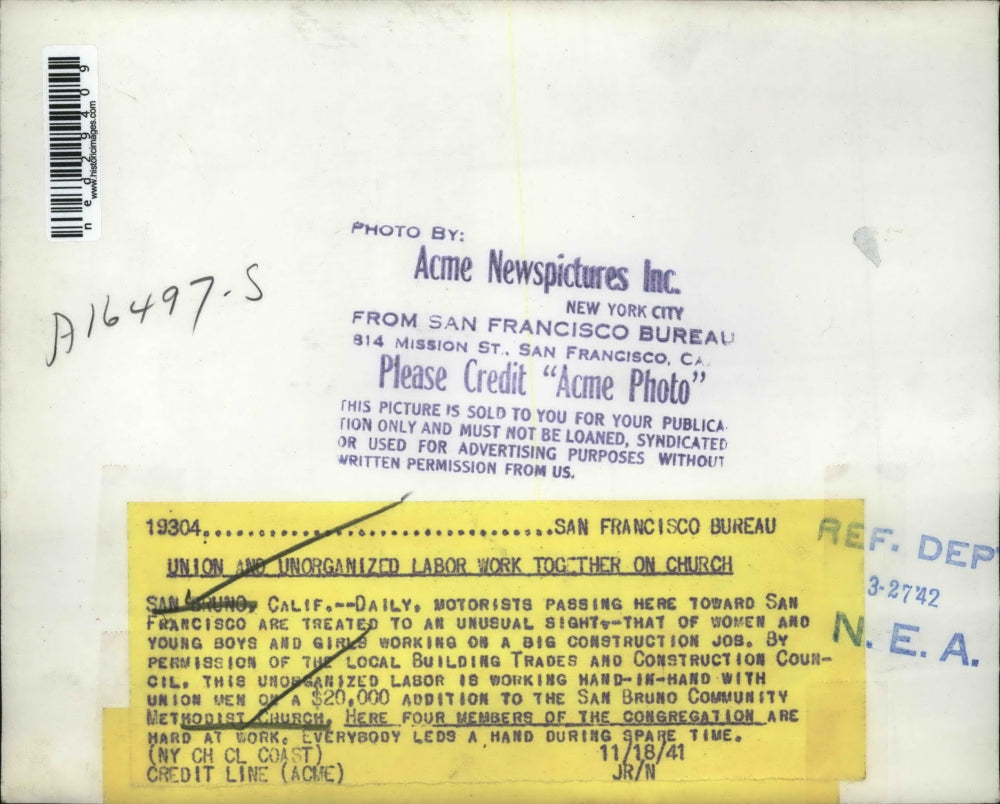 ned29409
www.historicimages.com
A16497-S
PHOTO BY:
Acme Newspictures Inc.
NEW YORK CITY
FROM SAN FRANCISCO BUREAU
814 MISSION ST., SAN FRANCISCO, CA.
Please Credit "Acme Photo"
THIS PICTURE IS SOLD TO YOU FOR YOUR PUBLICA-
TION ONLY AND MUST NOT BE LOANED, SYNDICATED
OR USED FOR ADVERTISING PURPOSES WITHOUT
WRITTEN PERMISSION FROM US.
19304..................................SAN FRANCISCO BUREAU
UNION AND UNORGANIZED LABOR WORK TOGETHER ON CHURCH
SAN BRUNO, CALIF.--DAILY, MOTORISTS PASSING HERE TOWARD SAN
FRANCISCO ARE TREATED TO AN UNUSUAL SIGHT--THAT OF WOMEN AND
YOUNG BOYS AND GIRLS WORKING ON A BIG CONSTRUCTION JOB. BY
PERMISSION OF THE LOCAL BUILDING TRADES AND CONSTRUCTION COUN-
CIL, THIS UNORGANIZED LABOR IS WORKING HAND-IN-HAND WITH
UNION MEN ON A $20,000 ADDITION TO THE SAN BRUNO COMMUNITY
METHODIST CHURCH. HERE FOUR MEMBERS OF THE CONGREGATION ARE
HARD AT WORK. EVERYBODY LEDS A HAND DURING SPARE TIME.
(NY CH CL COAST) 11/18/41
CREDIT LINE (ACME) JR/N
REF. DEP
3-27 42
N. E. A.